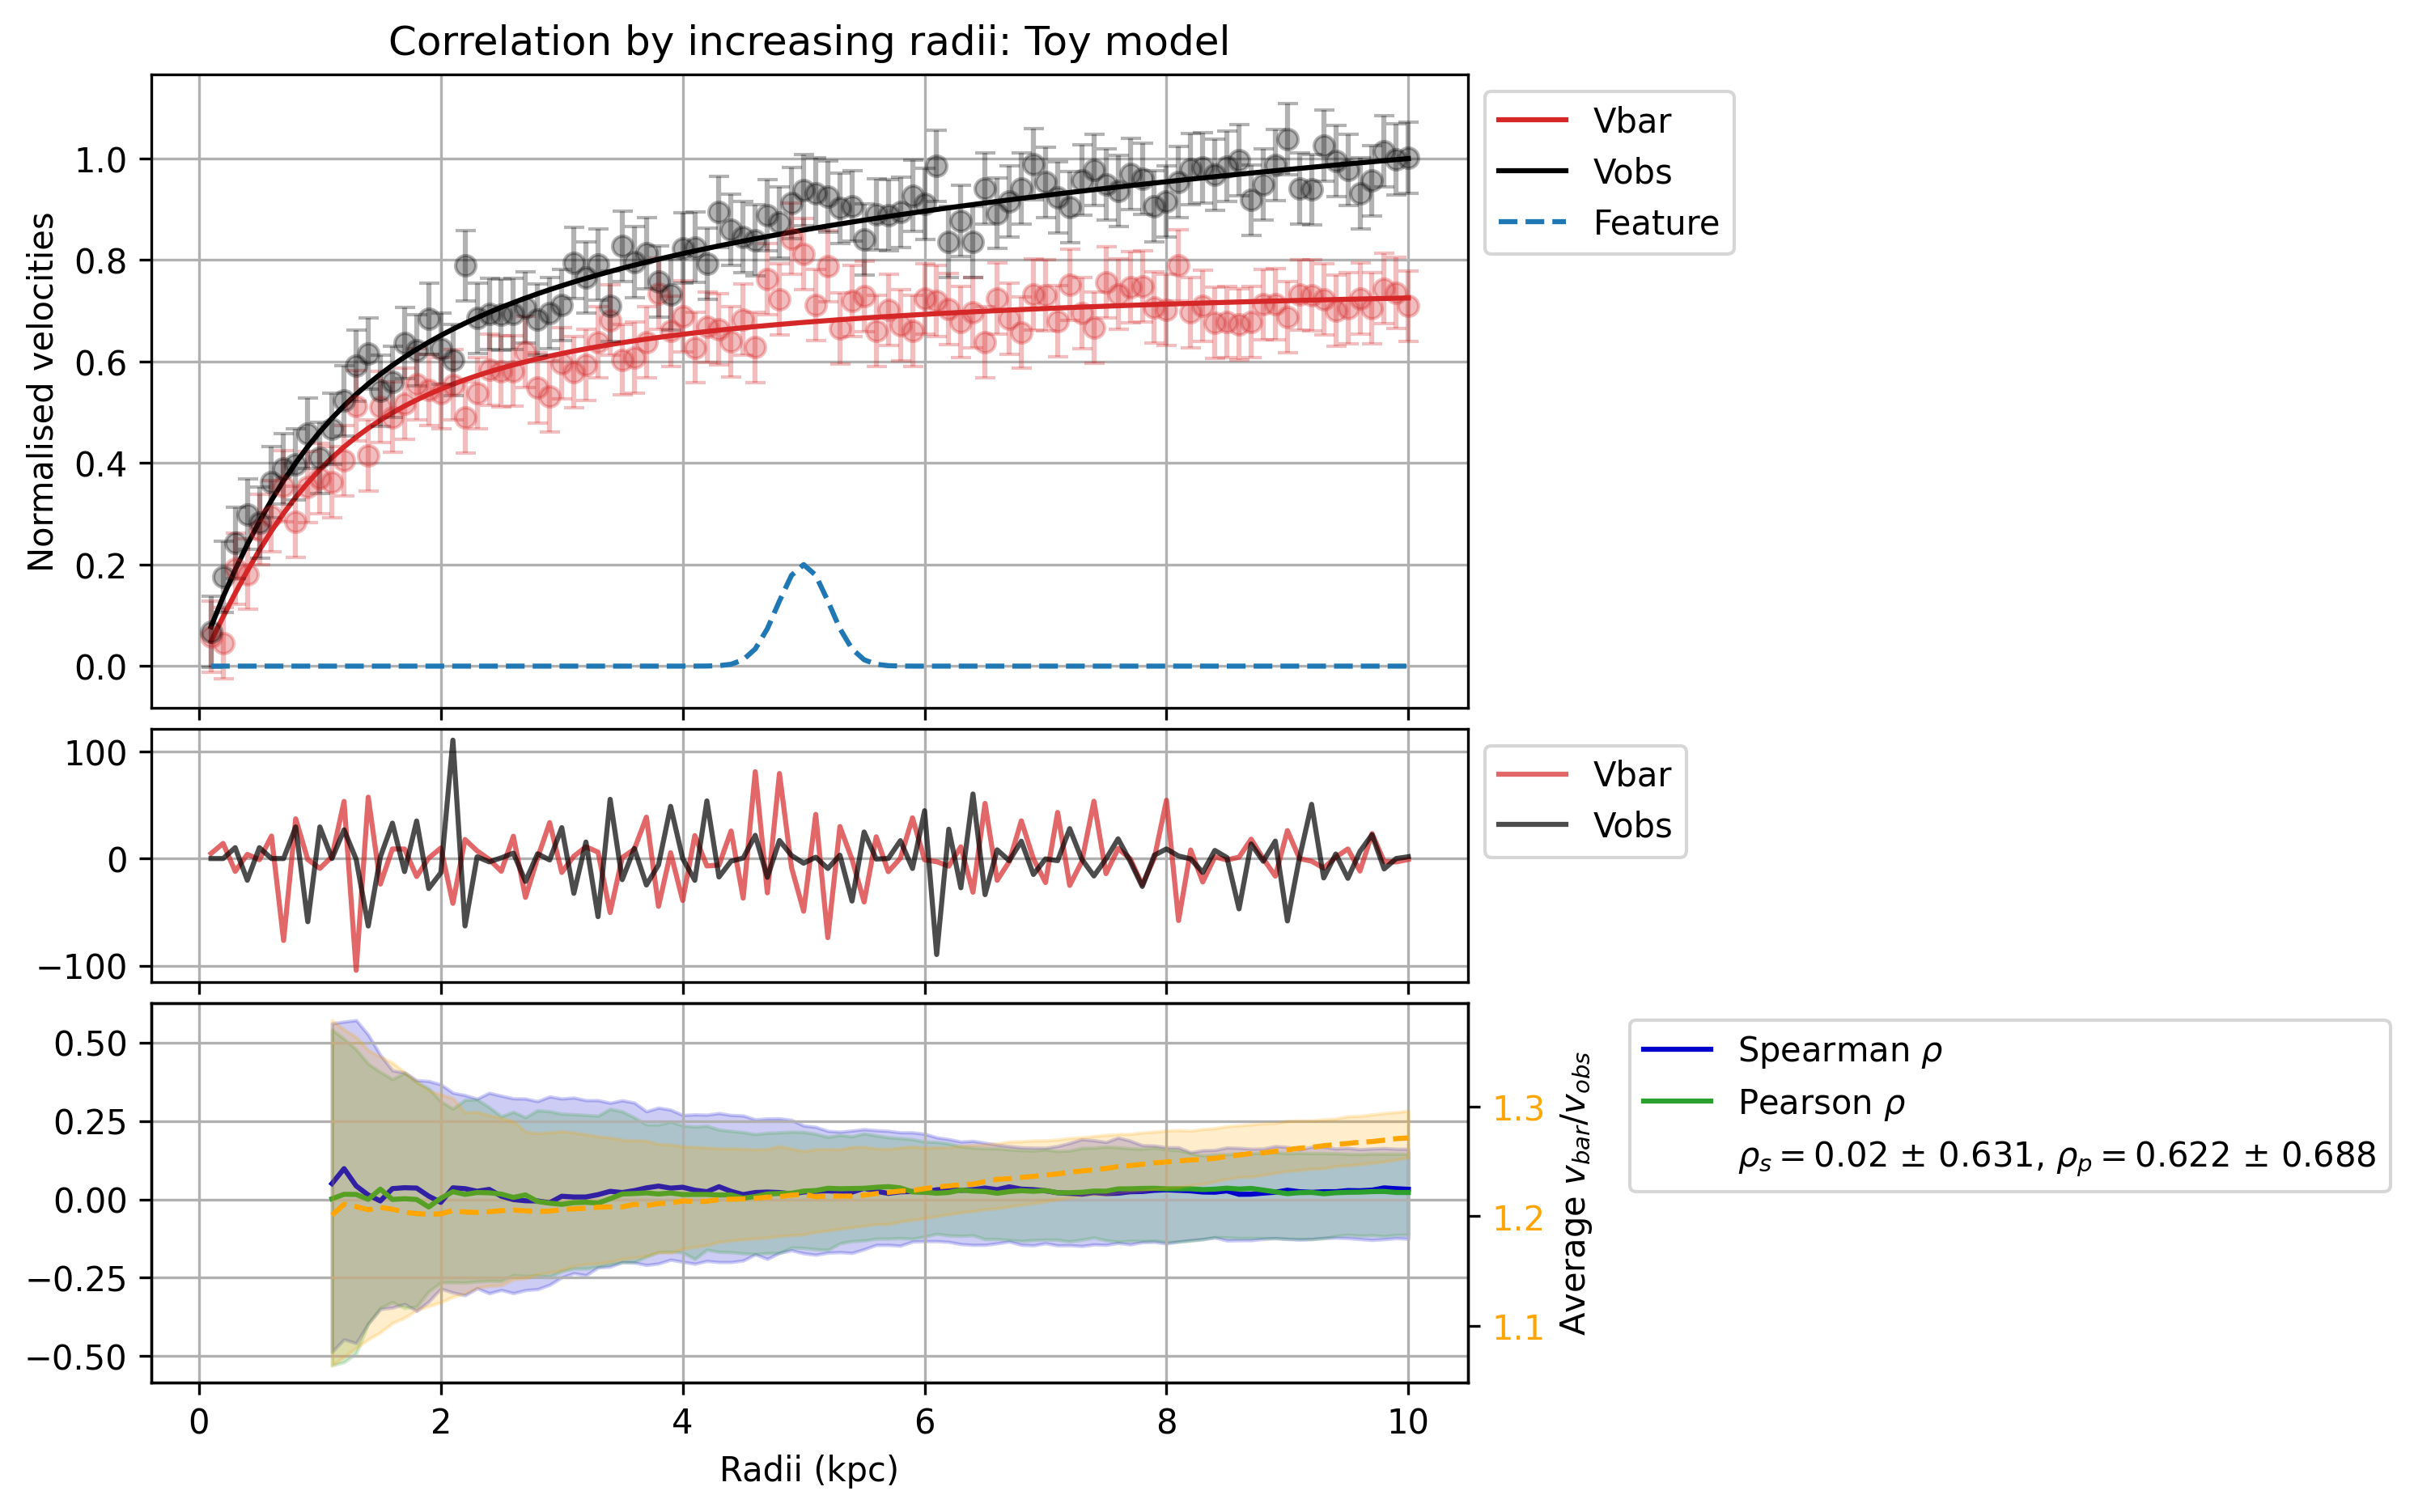 Correlation by increasing radii: Toy model
Normalised velocities
1.0
0.8
0.6
0.4
0.2
0.0
Vbar
Vobs
Feature
100
0
−100
Vbar
Vobs
0.50
0.25
0.00
−0.25
−0.50
1.3
1.2
1.1
Average v_bar/v_obs
Spearman ρ
Pearson ρ
ρ_s = 0.02 ± 0.631, ρ_p = 0.622 ± 0.688
0 2 4 6 8 10
Radii (kpc)